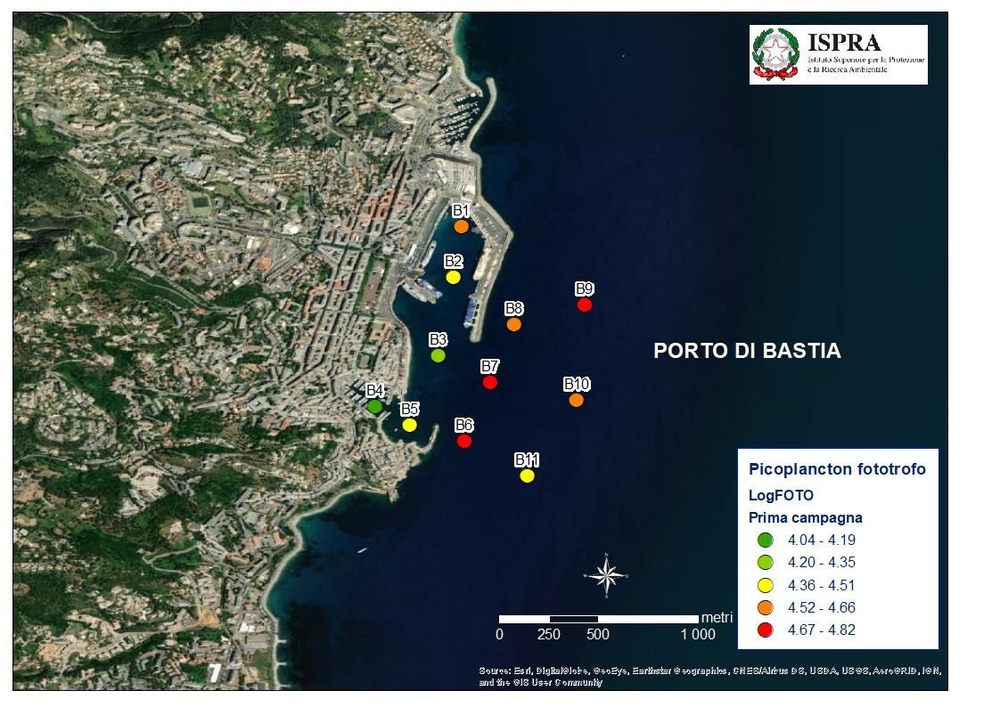 ISPRA
Istituto Superiore per la Protezione
e la Ricerca Ambientale
B1
B2
B9
B8
B3
PORTO DI BASTIA
B7
B10
B4
B5
B6
B11
Picoplancton fototrofo
LogFOTO
Prima campagna
4.04 - 4.19
4.20 - 4.35
4.36 - 4.51
4.52 - 4.66
4.67 - 4.82
N
W
S
metri
0 250 500 1 000
Source: Esri, DigitalGlobe, GeoEye, Earthstar Geographics, CNES/Airbus DS, USDA, USGS, AeroGRID, IGN,
and the GIS User Community